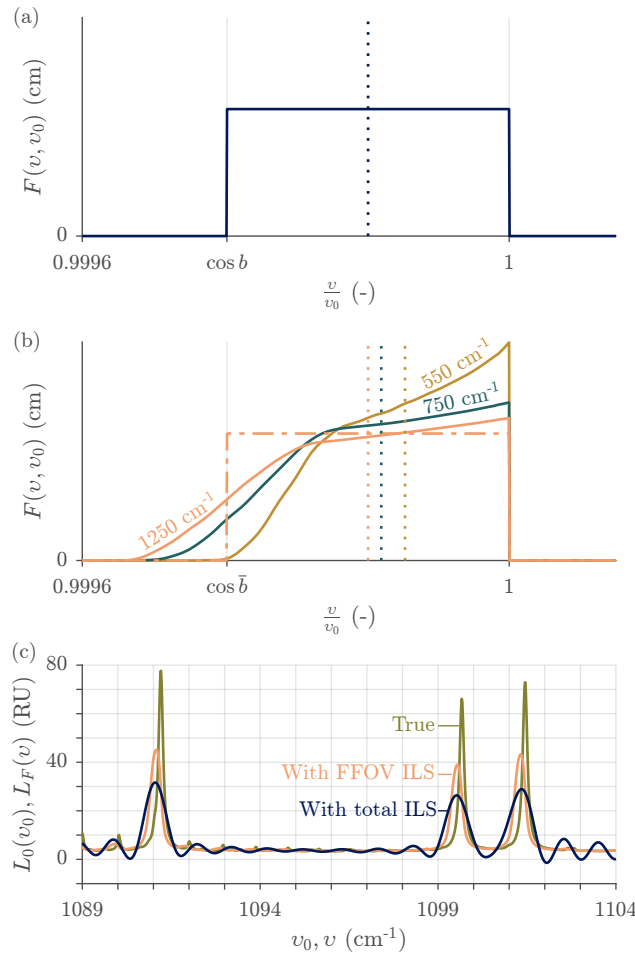 (a)
F(υ, υ₀) (cm)
0
0.9996
cos b
1
υ/υ₀ (-)
(b)
F(υ, υ₀) (cm)
550 cm⁻¹
750 cm⁻¹
1250 cm⁻¹
0
0.9996
cos b̄
1
υ/υ₀ (-)
(c)
L₀(υ₀), L_F(υ) (RU)
80
40
0
True
With FFOV ILS
With total ILS
1089
1094
1099
1104
υ₀, υ (cm⁻¹)